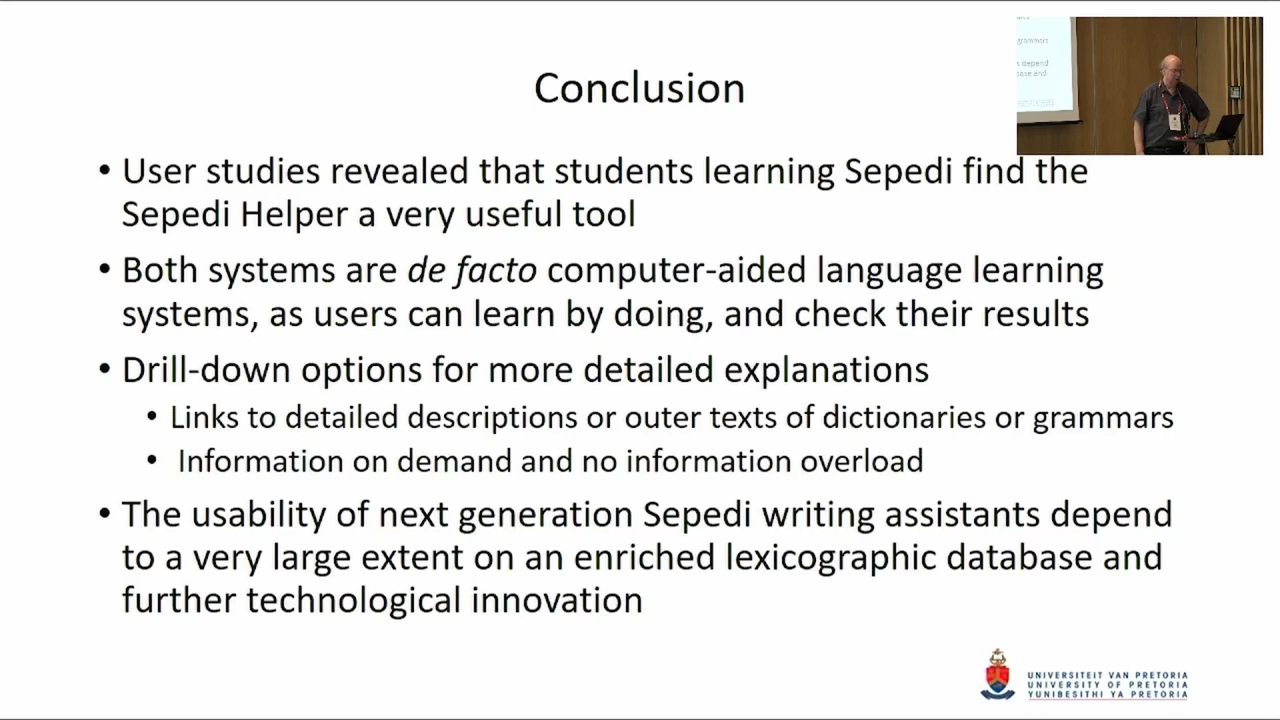 Conclusion
• User studies revealed that students learning Sepedi find the
Sepedi Helper a very useful tool
• Both systems are de facto computer-aided language learning
systems, as users can learn by doing, and check their results
• Drill-down options for more detailed explanations
• Links to detailed descriptions or outer texts of dictionaries or grammars
• Information on demand and no information overload
• The usability of next generation Sepedi writing assistants depend
to a very large extent on an enriched lexicographic database and
further technological innovation
grammars
depend
and
UNIVERSITEIT VAN PRETORIA
UNIVERSITY OF PRETORIA
YUNIBESITHI YA PRETORIA